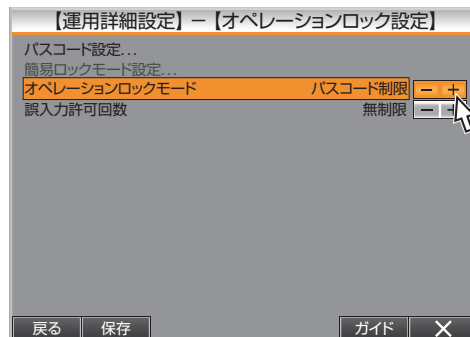 【運用詳細設定】－【オペレーションロック設定】
パスコード設定...
簡易ロックモード設定...
オペレーションロックモード パスコード制限 － ＋
誤入力許可回数 無制限 － ＋
戻る 保存 ガイド ✕